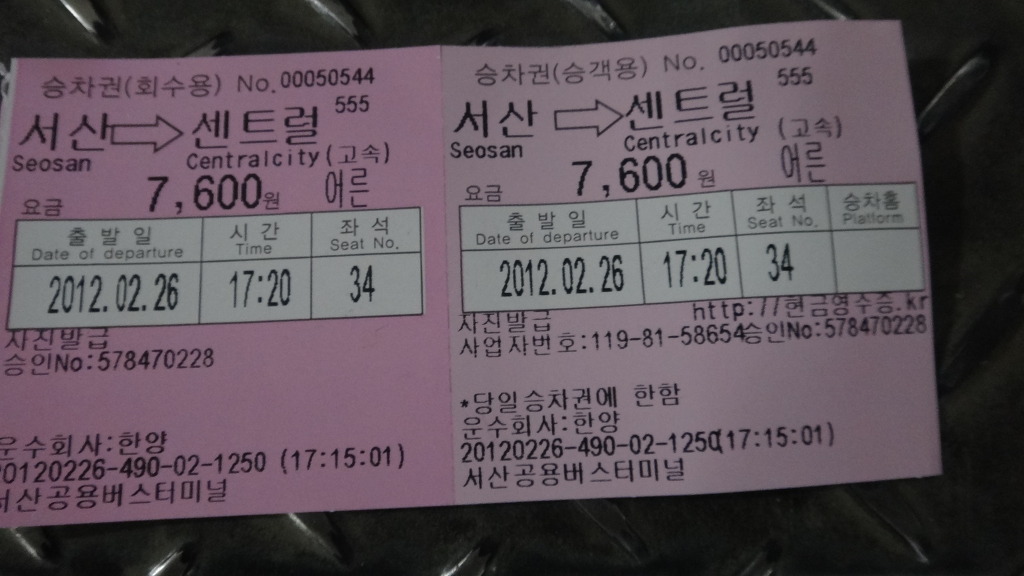 승차권(회수용) No. 00050544
555
서산 ⇨ 센트럴
Seosan Centralcity (고속)
요금 7,600원 어른
출발일 시간 좌석
Date of departure Time Seat No.
2012.02.26 17:20 34
자진발급
승인No:578470228
운수회사:한양
20120226-490-02-1250 (17:15:01)
서산공용버스터미널
승차권(승객용) No. 00050544
555
서산 ⇨ 센트럴
Seosan Centralcity (고속)
요금 7,600원 어른
출발일 시간 좌석 승차홈
Date of departure Time Seat No. Platform
2012.02.26 17:20 34
자진발급 http://현금영수증.kr
사업자번호:119-81-58654승인No:578470228
*당일승차권에 한함
운수회사:한양
20120226-490-02-1250(17:15:01)
서산공용버스터미널